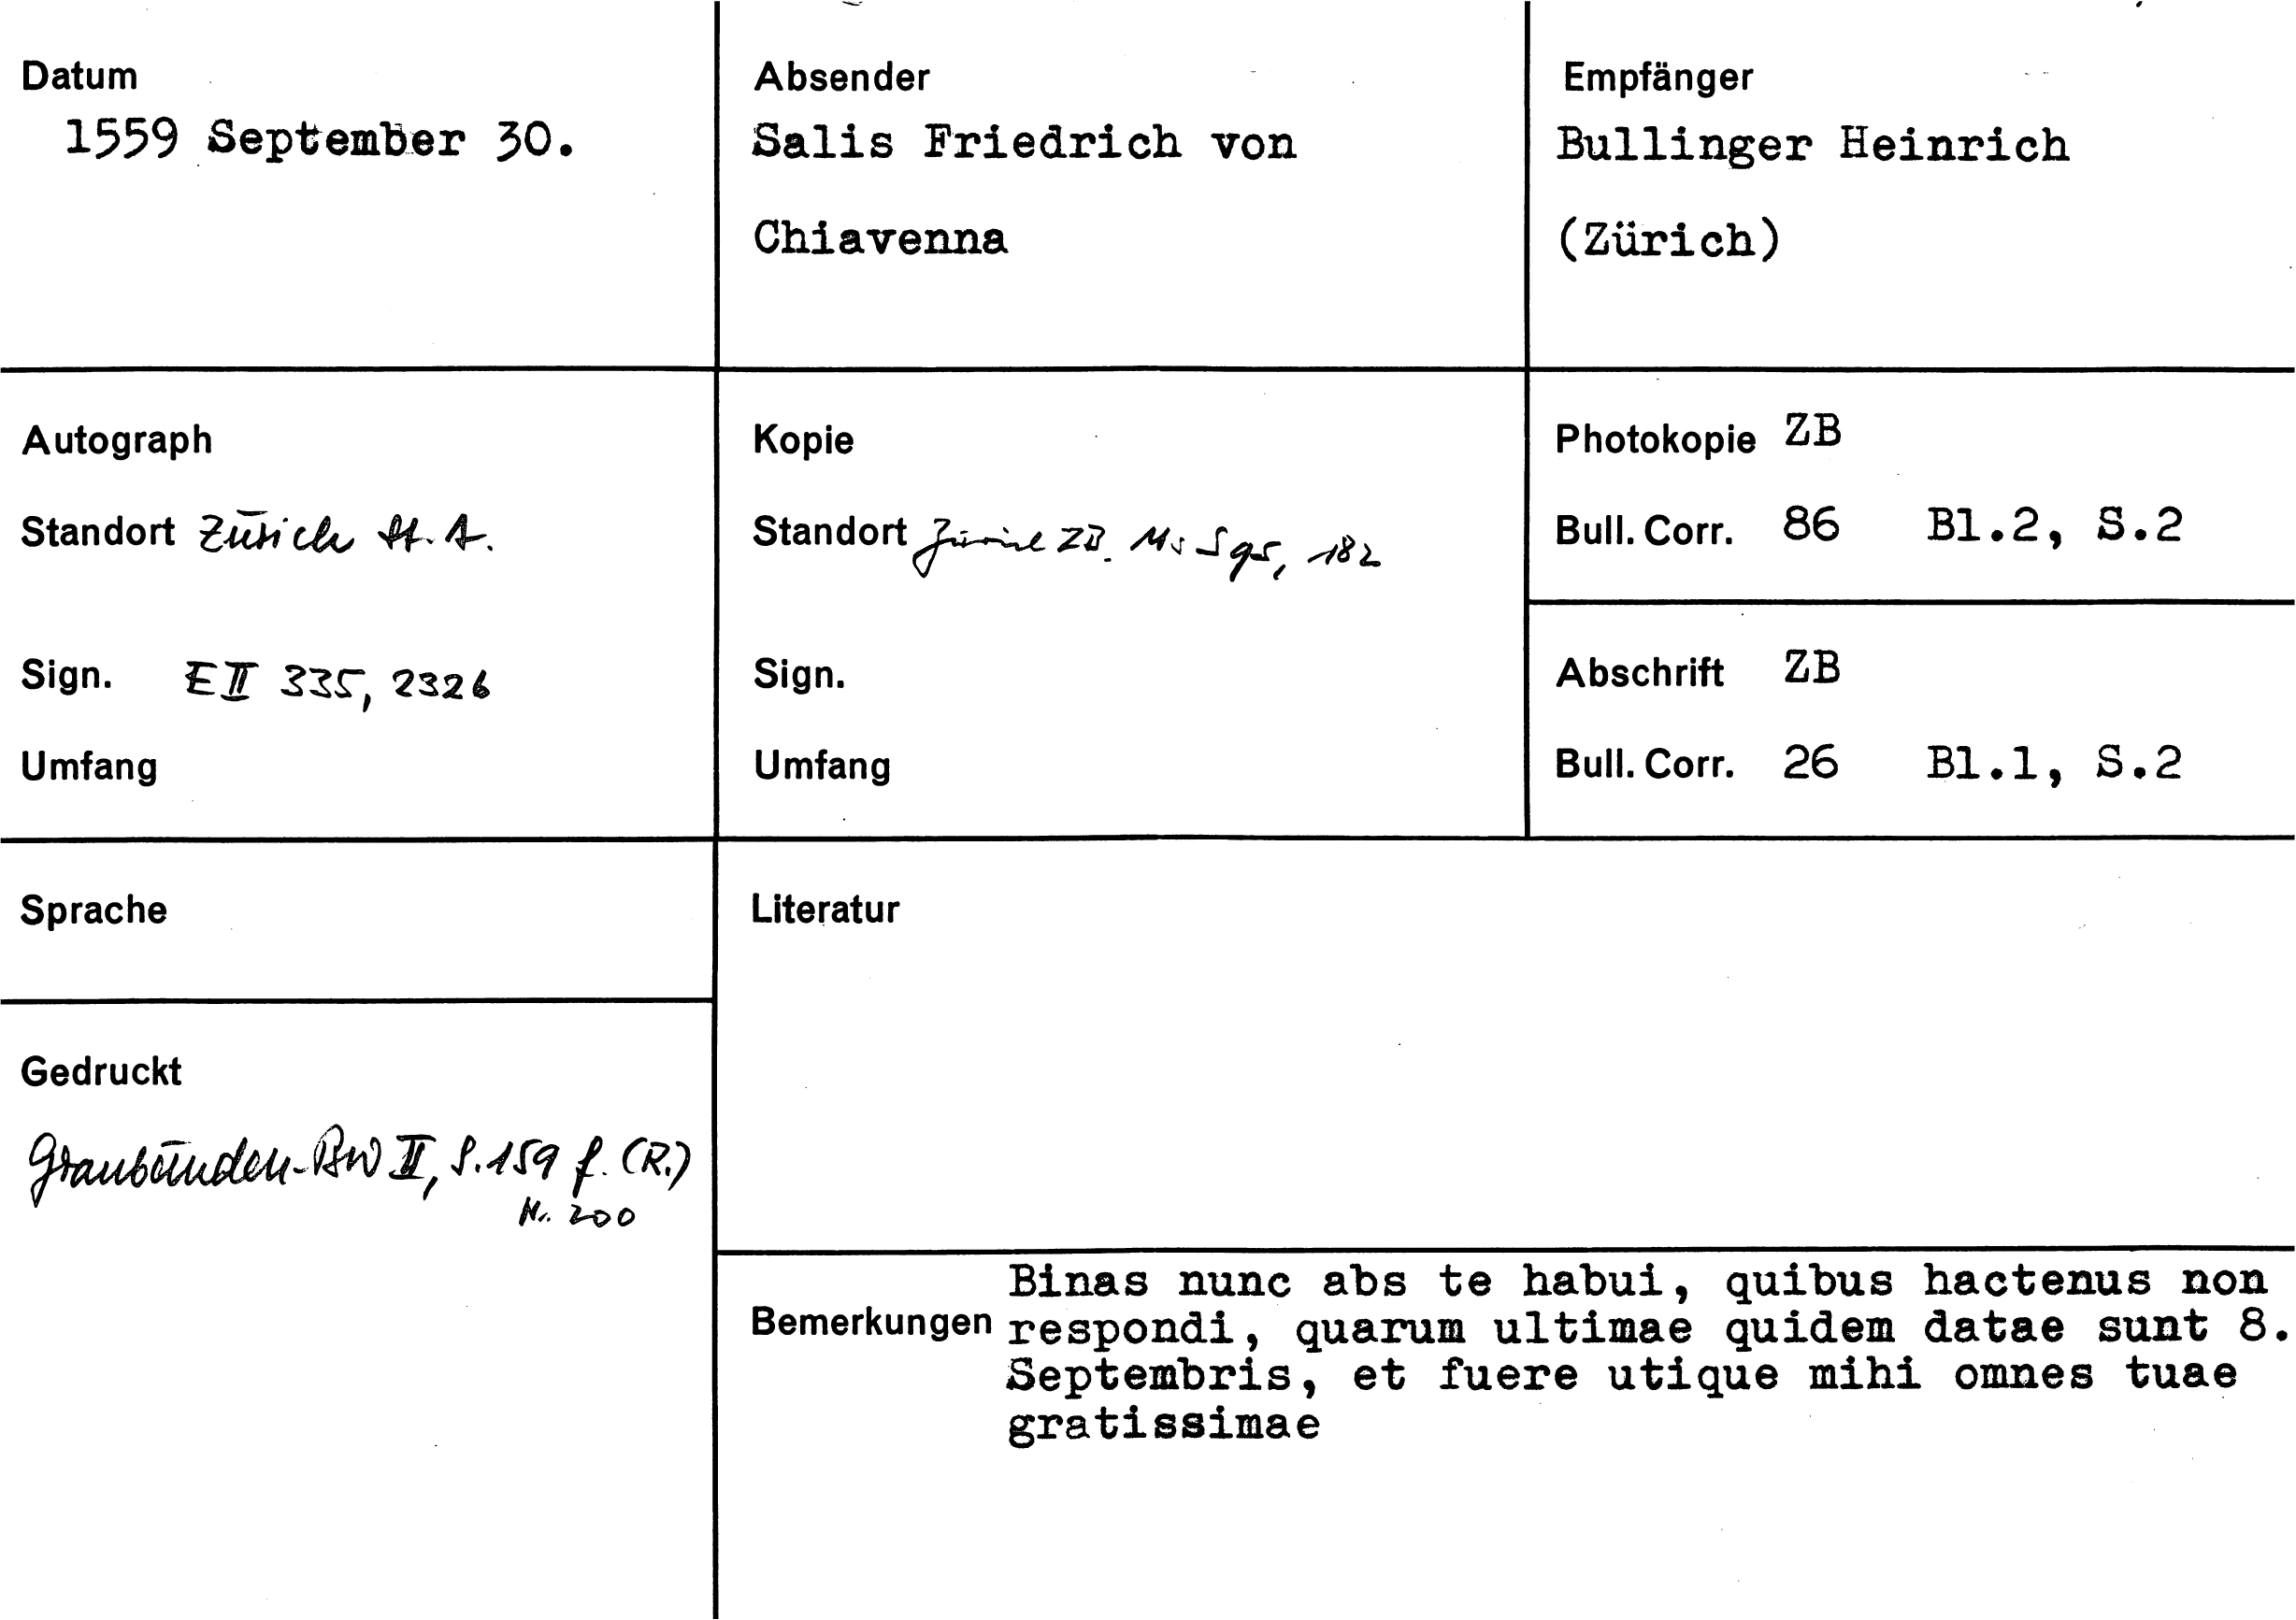 Datum
1559 September 30.
Absender
Salis Friedrich von
Chiavenna
Empfänger
Bullinger Heinrich
(Zürich)
Autograph
Standort Zürich St. A.
Sign. E II 335, 2326
Umfang
Kopie
Standort Zürich ZB. Ms S 95, 182
Sign.
Umfang
Photokopie ZB
Bull. Corr. 86 Bl.2, S.2
Abschrift ZB
Bull. Corr. 26 Bl.1, S.2
Sprache
Literatur
Gedruckt
Graubünden-BW II, S. 159 f. (R.)
Nr. 200
Bemerkungen
Binas nunc abs te habui, quibus hactenus non
respondi, quarum ultimae quidem datae sunt 8.
Septembris, et fuere utique mihi omnes tuae
gratissimae